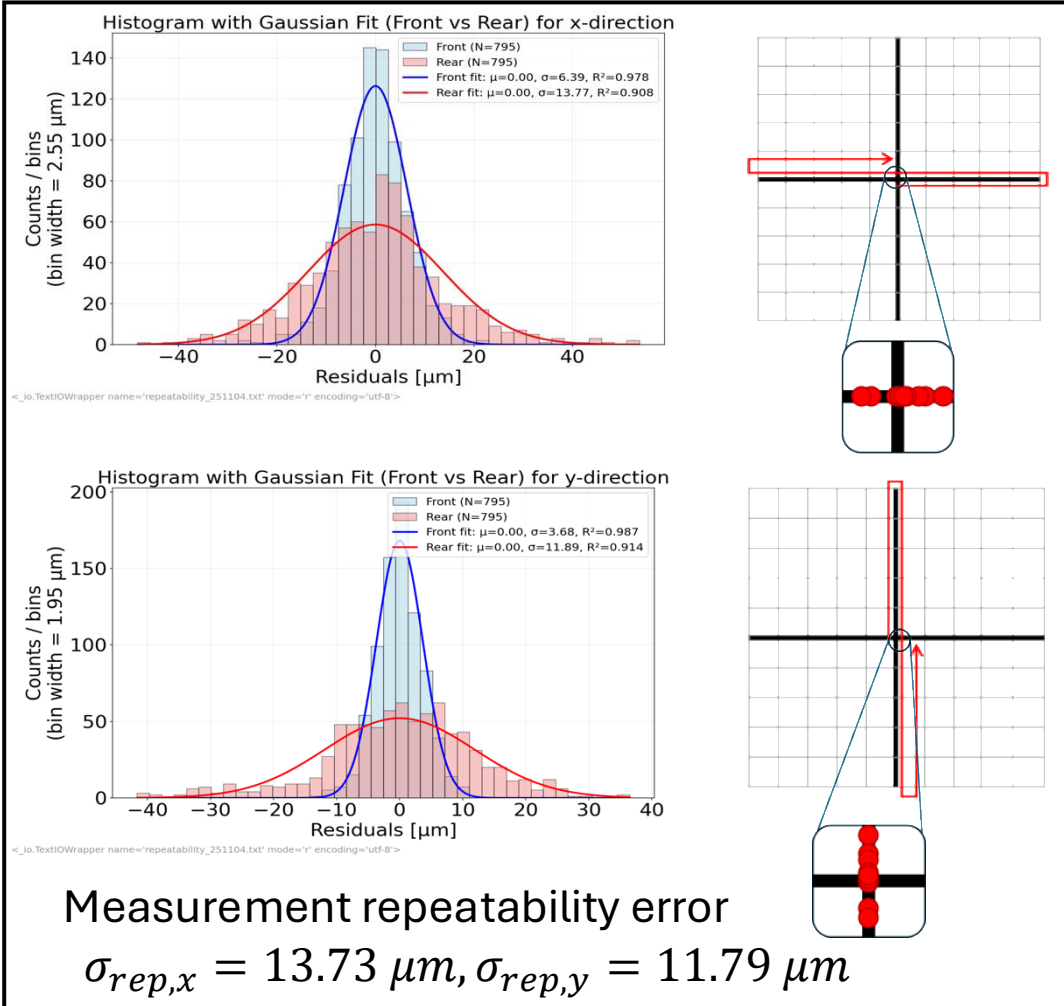 Histogram with Gaussian Fit (Front vs Rear) for x-direction
Front (N=795)
Rear (N=795)
Front fit: μ=0.00, σ=6.39, R²=0.978
Rear fit: μ=0.00, σ=13.77, R²=0.908
140
120
100
80
60
40
20
0
Counts / bins
(bin width = 2.55 μm)
−40
−20
0
20
40
Residuals [μm]
<_io.TextIOWrapper name='repeatability_251104.txt' mode='r' encoding='utf-8'>
Histogram with Gaussian Fit (Front vs Rear) for y-direction
Front (N=795)
Rear (N=795)
Front fit: μ=0.00, σ=3.68, R²=0.987
Rear fit: μ=0.00, σ=11.89, R²=0.914
200
150
100
50
0
Counts / bins
(bin width = 1.95 μm)
−40
−30
−20
−10
0
10
20
30
40
Residuals [μm]
<_io.TextIOWrapper name='repeatability_251104.txt' mode='r' encoding='utf-8'>
Measurement repeatability error
σrep,x = 13.73 μm, σrep,y = 11.79 μm